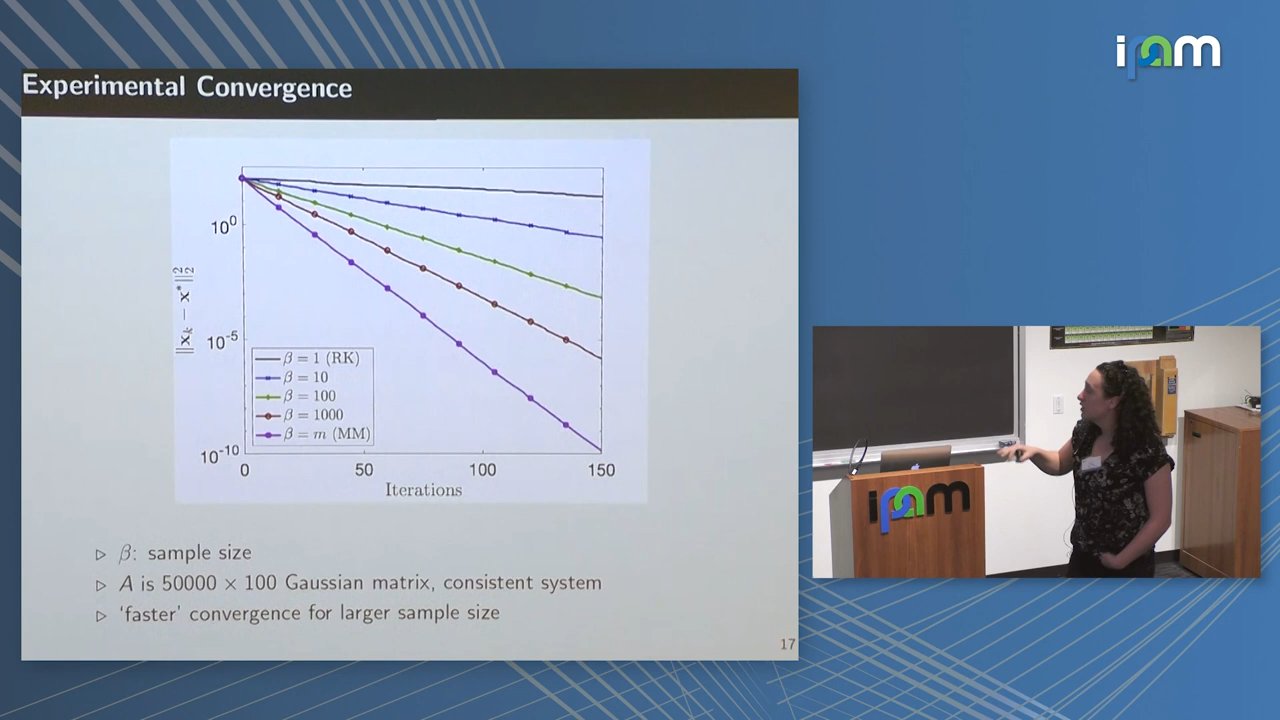 ipam
Experimental Convergence
10^0
10^-5
10^-10
||x_k − x*||_2^2
β = 1 (RK)
β = 10
β = 100
β = 1000
β = m (MM)
0 50 100 150
Iterations
▷ β: sample size
▷ A is 50000 × 100 Gaussian matrix, consistent system
▷ ‘faster’ convergence for larger sample size
17
ipam